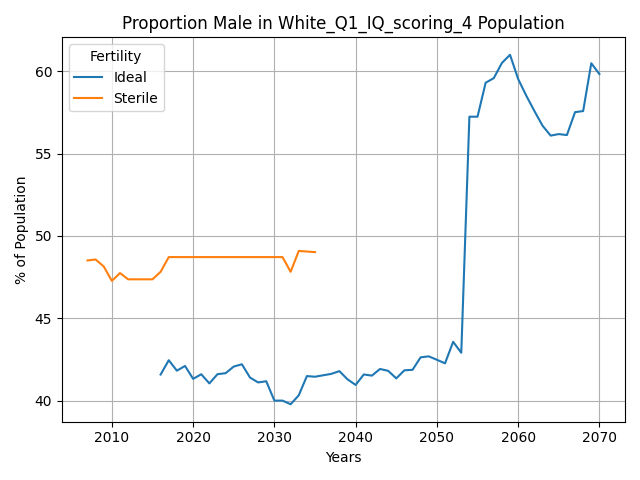 Proportion Male in White_Q1_IQ_scoring_4 Population
Fertility
Ideal
Sterile
% of Population
60
55
50
45
40
2010 2020 2030 2040 2050 2060 2070
Years